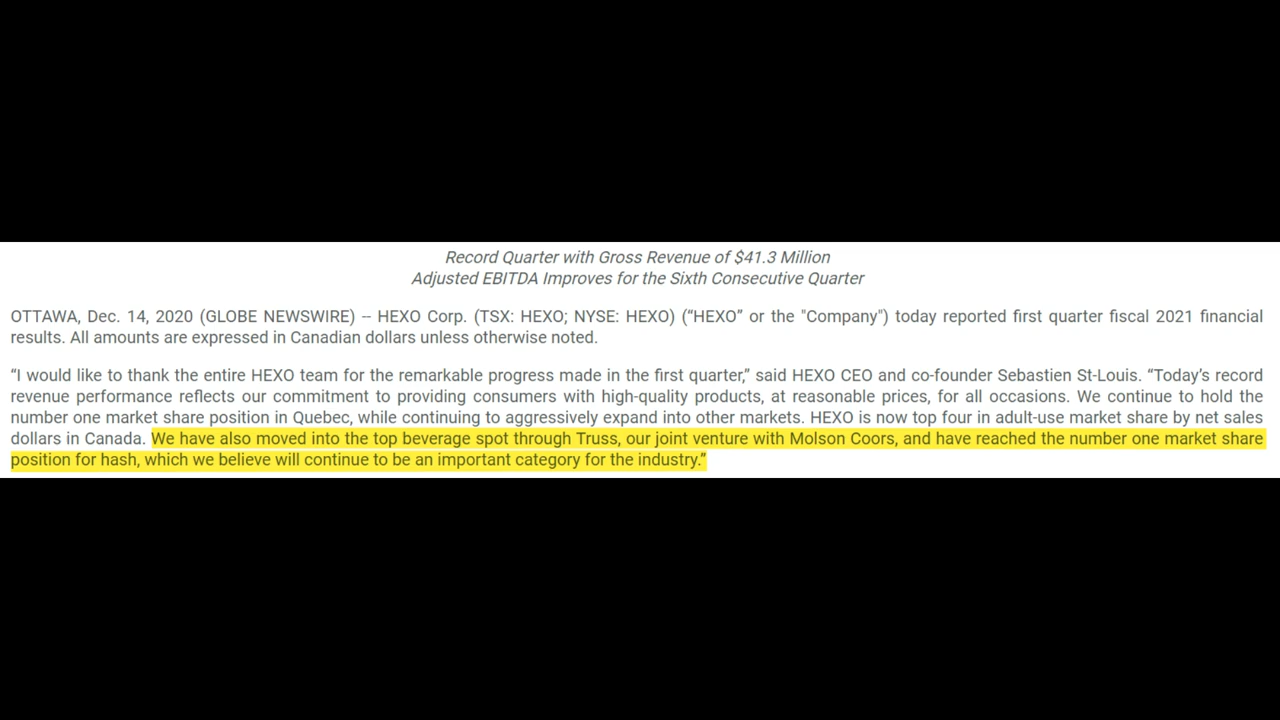 Record Quarter with Gross Revenue of $41.3 Million
Adjusted EBITDA Improves for the Sixth Consecutive Quarter
OTTAWA, Dec. 14, 2020 (GLOBE NEWSWIRE) -- HEXO Corp. (TSX: HEXO; NYSE: HEXO) (“HEXO” or the "Company") today reported first quarter fiscal 2021 financial
results. All amounts are expressed in Canadian dollars unless otherwise noted.
“I would like to thank the entire HEXO team for the remarkable progress made in the first quarter,” said HEXO CEO and co-founder Sebastien St-Louis. “Today’s record
revenue performance reflects our commitment to providing consumers with high-quality products, at reasonable prices, for all occasions. We continue to hold the
number one market share position in Quebec, while continuing to aggressively expand into other markets. HEXO is now top four in adult-use market share by net sales
dollars in Canada. We have also moved into the top beverage spot through Truss, our joint venture with Molson Coors, and have reached the number one market share
position for hash, which we believe will continue to be an important category for the industry.”